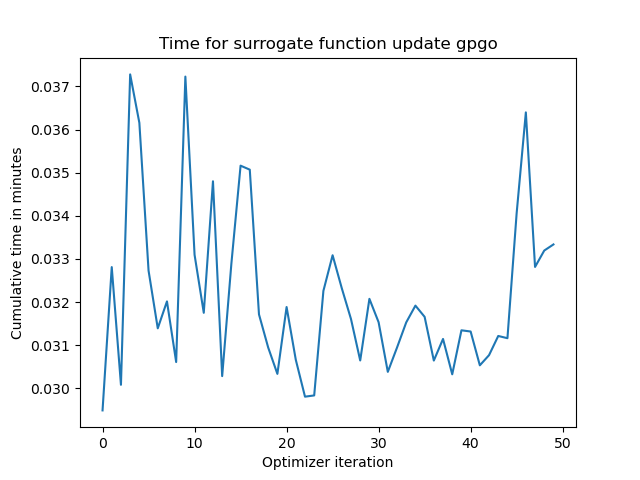 Time for surrogate function update gpgo
0.037
0.036
0.035
0.034
0.033
0.032
0.031
0.030
Cumulative time in minutes
0 10 20 30 40 50
Optimizer iteration